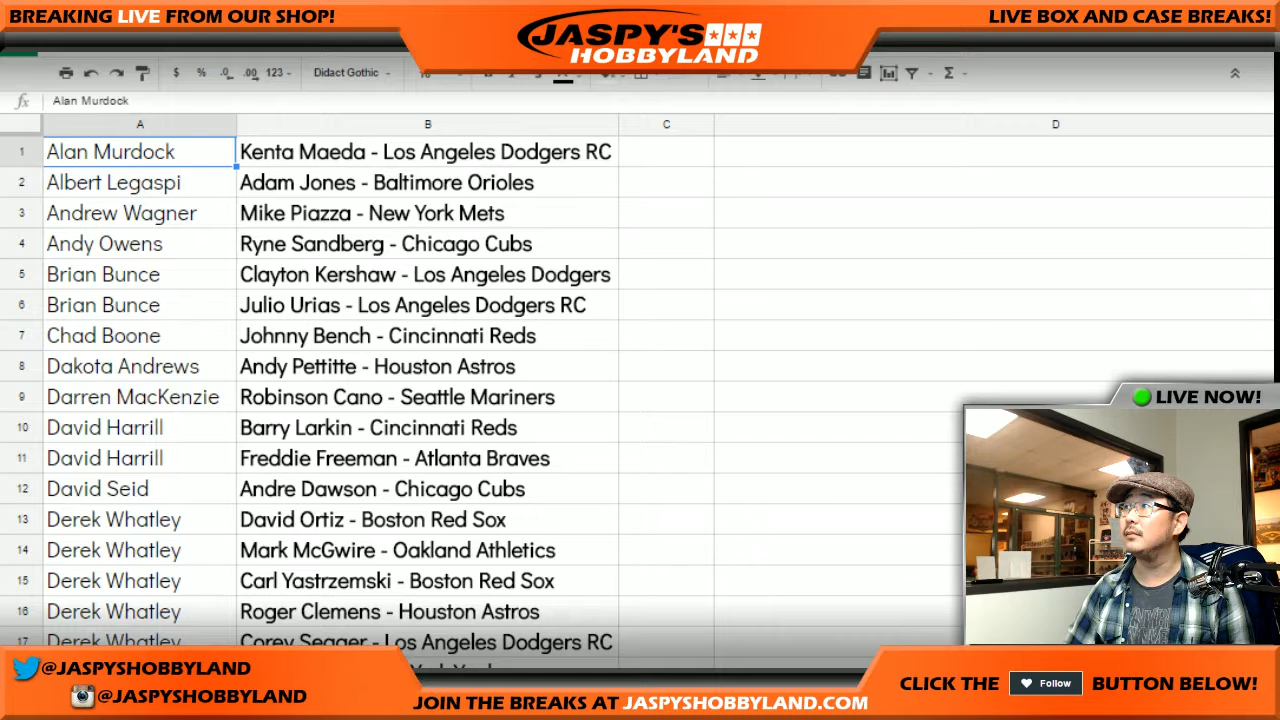 BREAKING LIVE FROM OUR SHOP!
JASPY'S
HOBBYLAND
LIVE BOX AND CASE BREAKS!
$ % .0 .00 123 Didact Gothic
fx Alan Murdock
A B C D
1 Alan Murdock Kenta Maeda - Los Angeles Dodgers RC
2 Albert Legaspi Adam Jones - Baltimore Orioles
3 Andrew Wagner Mike Piazza - New York Mets
4 Andy Owens Ryne Sandberg - Chicago Cubs
5 Brian Bunce Clayton Kershaw - Los Angeles Dodgers
6 Brian Bunce Julio Urias - Los Angeles Dodgers RC
7 Chad Boone Johnny Bench - Cincinnati Reds
8 Dakota Andrews Andy Pettitte - Houston Astros
9 Darren MacKenzie Robinson Cano - Seattle Mariners
10 David Harrill Barry Larkin - Cincinnati Reds
11 David Harrill Freddie Freeman - Atlanta Braves
12 David Seid Andre Dawson - Chicago Cubs
13 Derek Whatley David Ortiz - Boston Red Sox
14 Derek Whatley Mark McGwire - Oakland Athletics
15 Derek Whatley Carl Yastrzemski - Boston Red Sox
16 Derek Whatley Roger Clemens - Houston Astros
17 Derek Whatley Corey Seager - Los Angeles Dodgers RC
LIVE NOW!
@JASPYSHOBBYLAND
@JASPYSHOBBYLAND
JOIN THE BREAKS AT JASPYSHOBBYLAND.COM
CLICK THE Follow BUTTON BELOW!